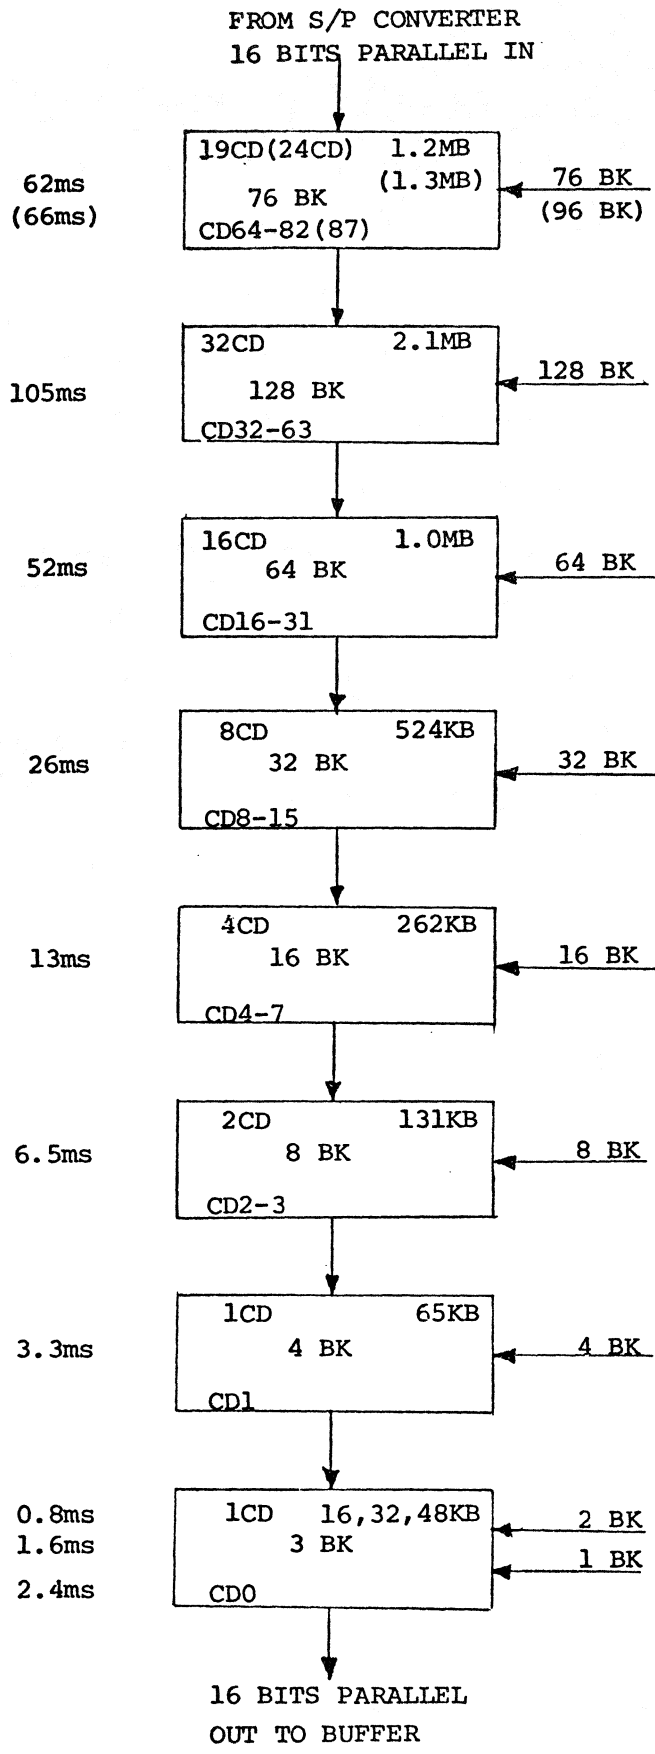 FROM S/P CONVERTER
16 BITS PARALLEL IN
19CD(24CD) 1.2MB
62ms
(1.3MB)
76 BK
76 BK
(66ms)
(96 BK)
CD64-82(87)
32CD 2.1MB
105ms
128 BK
128 BK
CD32-63
16CD 1.0MB
52ms
64 BK
64 BK
CD16-31
8CD 524KB
26ms
32 BK
32 BK
CD8-15
4CD 262KB
13ms
16 BK
16 BK
CD4-7
2CD 131KB
6.5ms
8 BK
8 BK
CD2-3
1CD 65KB
3.3ms
4 BK
4 BK
CD1
0.8ms
1CD 16,32,48KB
2 BK
1.6ms
3 BK
1 BK
2.4ms
CD0
16 BITS PARALLEL
OUT TO BUFFER